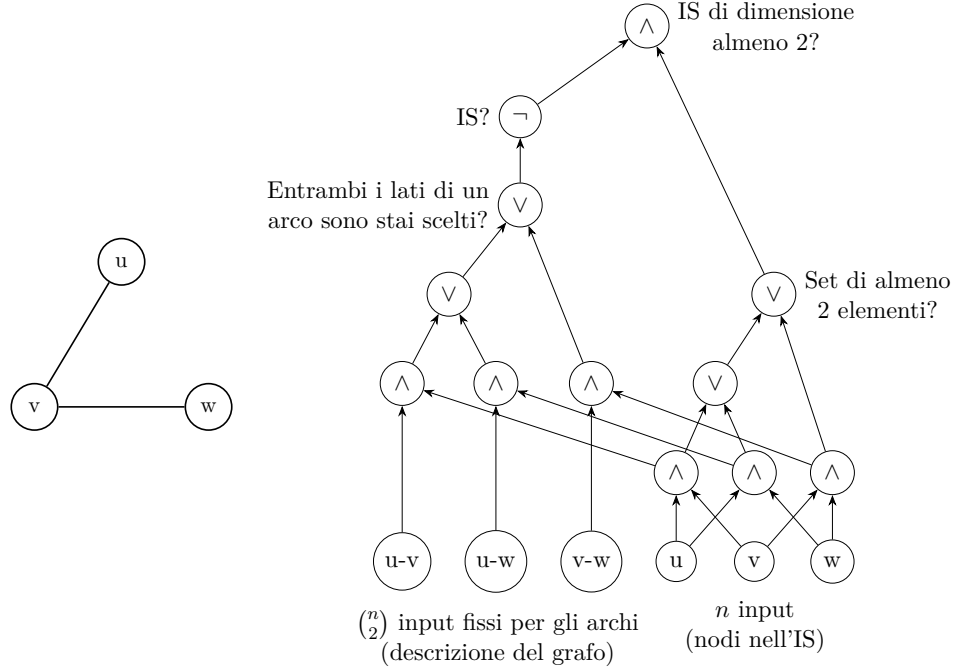 ∧
IS di dimensione
almeno 2?
IS?
¬
Entrambi i lati di un
arco sono stai scelti?
∨
u
∨
∨
Set di almeno
2 elementi?
∧
∧
∧
∨
v
w
∧
∧
∧
u-v
u-w
v-w
u
v
w
(n 2) input fissi per gli archi
(descrizione del grafo)
n input
(nodi nell'IS)